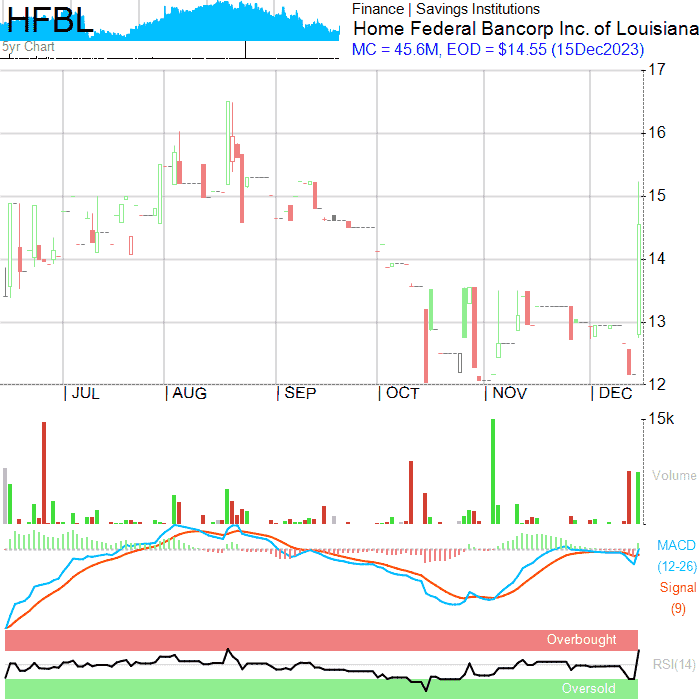 HFBL
5yr Chart
Finance | Savings Institutions
Home Federal Bancorp Inc. of Louisiana
MC = 45.6M, EOD = $14.55 (15Dec2023)
17
16
15
14
13
12
JUL AUG SEP OCT NOV DEC
15k
Volume
MACD
(12-26)
Signal
(9)
Overbought
RSI(14)
Oversold